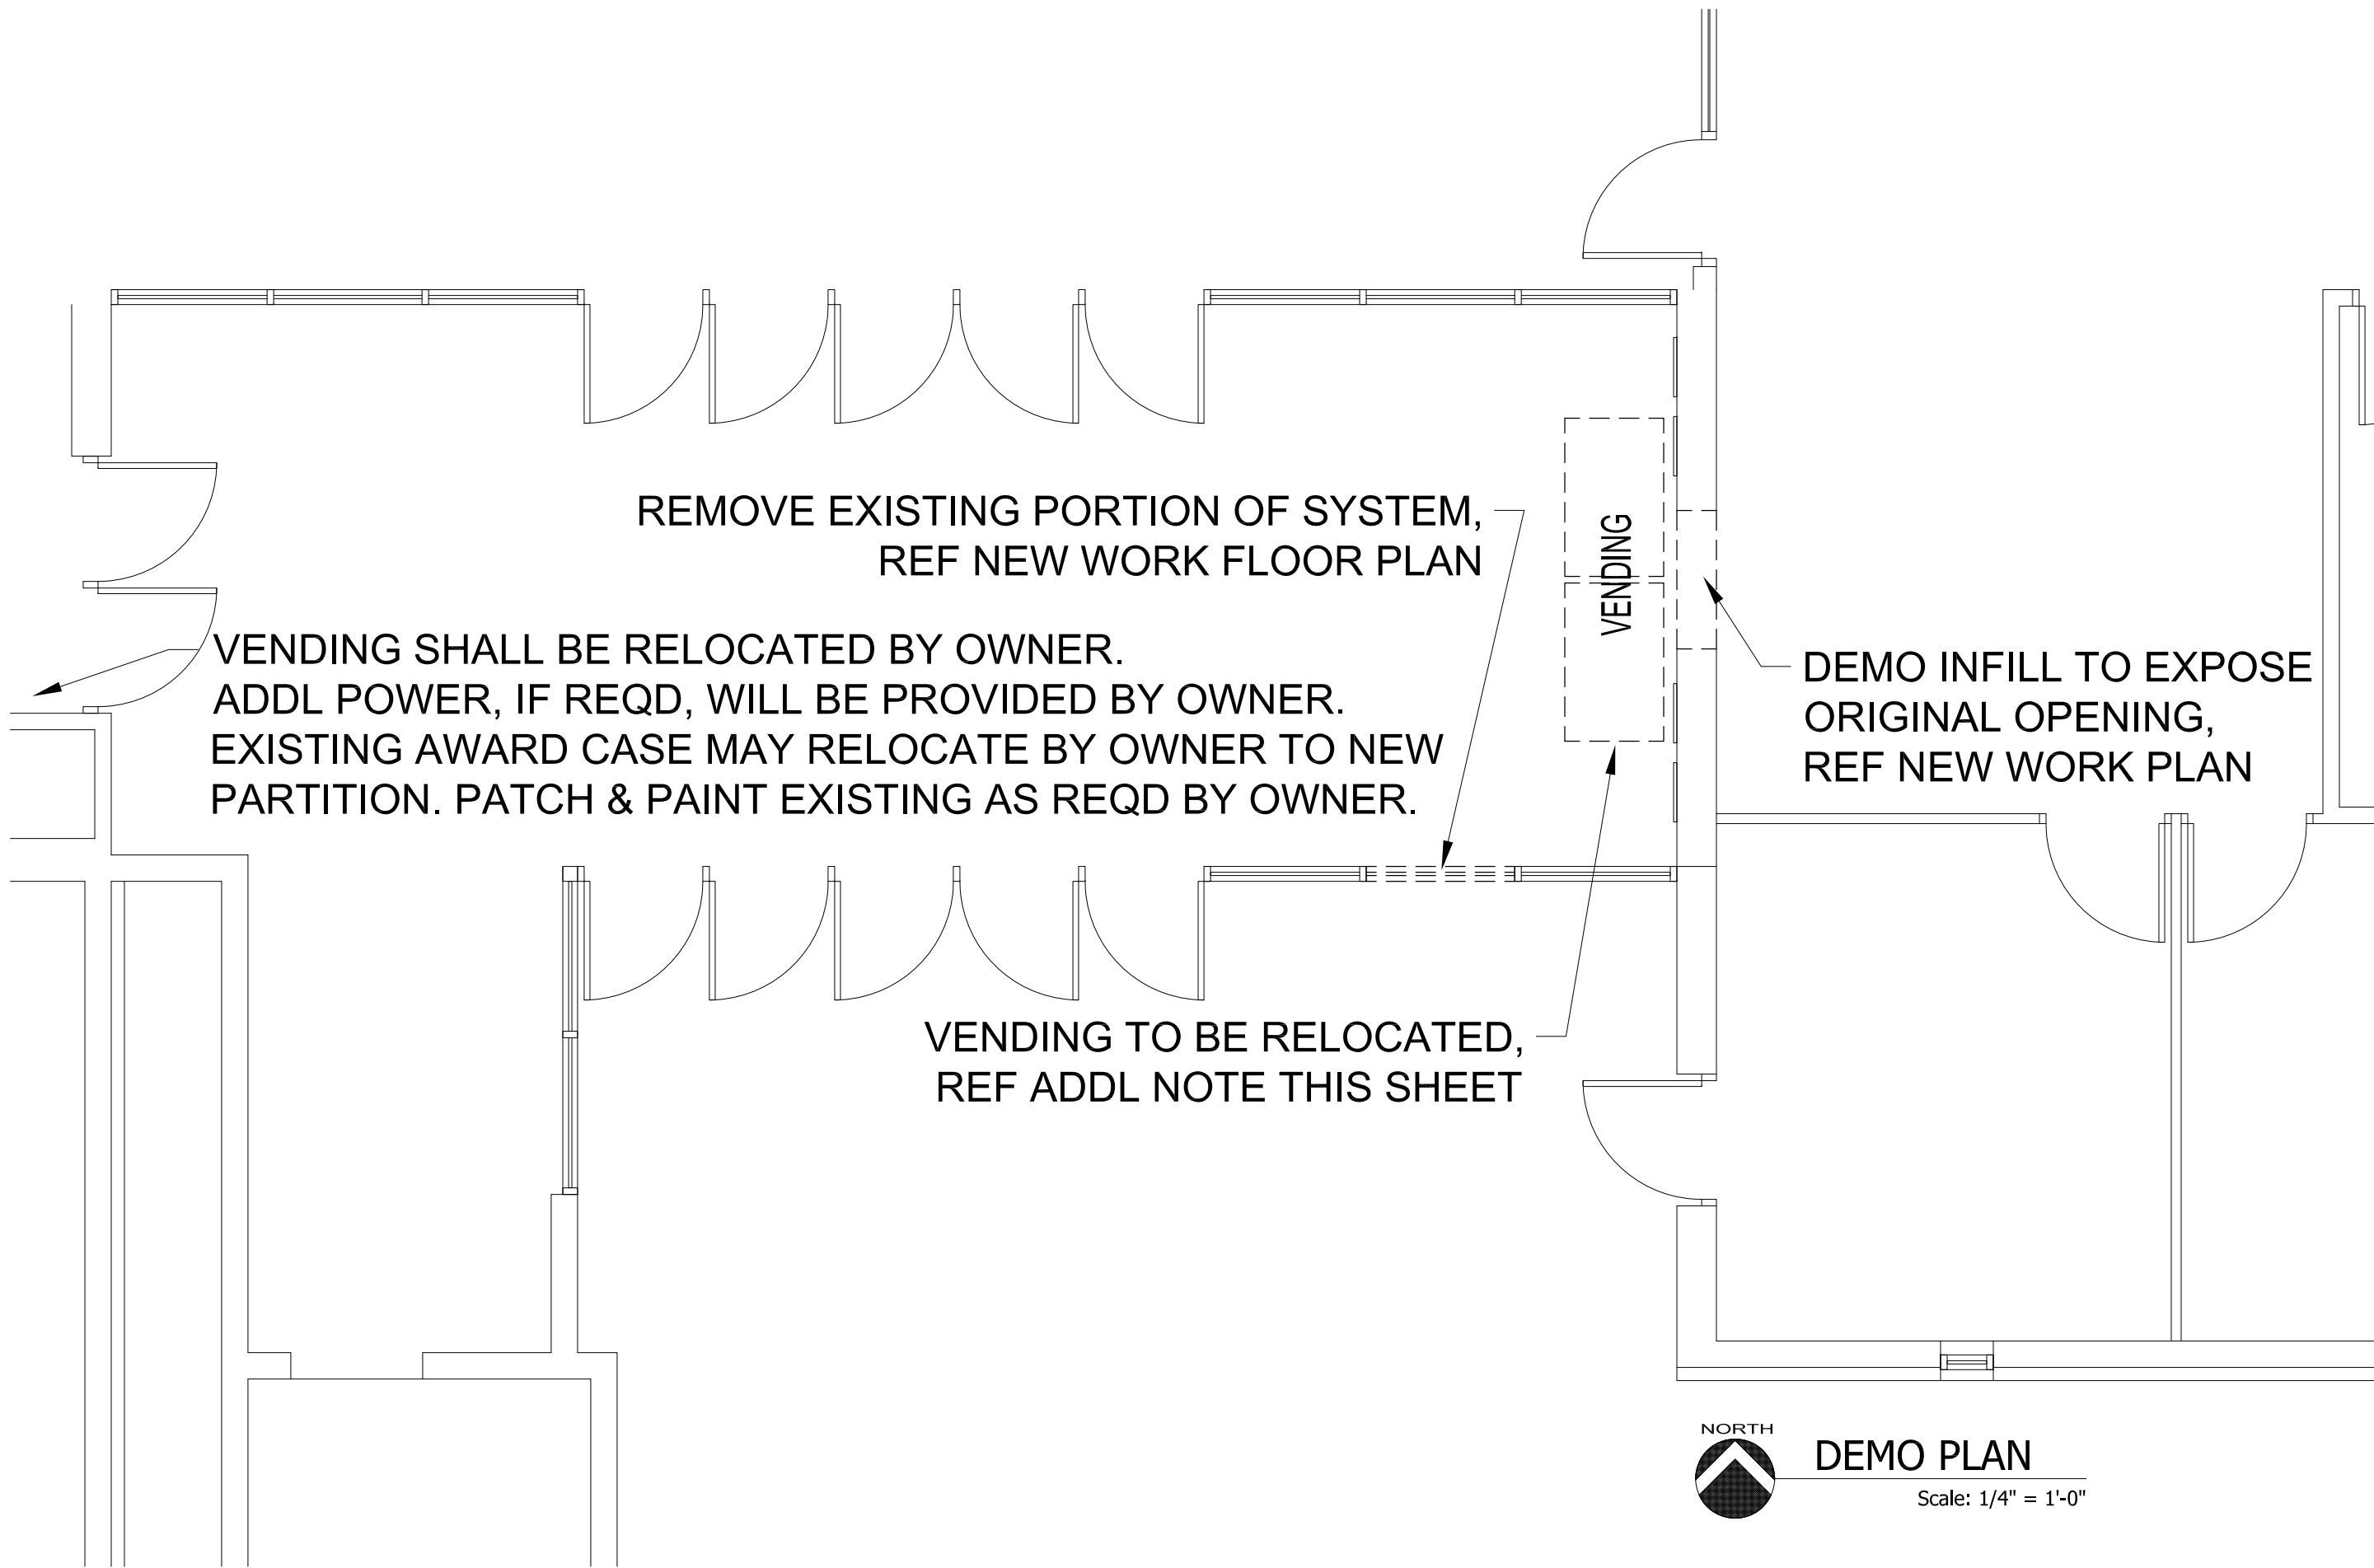 REMOVE EXISTING PORTION OF SYSTEM,
REF NEW WORK FLOOR PLAN
VENDING
VENDING SHALL BE RELOCATED BY OWNER.
ADDL POWER, IF REQD, WILL BE PROVIDED BY OWNER.
EXISTING AWARD CASE MAY RELOCATE BY OWNER TO NEW
PARTITION. PATCH & PAINT EXISTING AS REQD BY OWNER.
DEMO INFILL TO EXPOSE
ORIGINAL OPENING,
REF NEW WORK PLAN
VENDING TO BE RELOCATED,
REF ADDL NOTE THIS SHEET
NORTH
DEMO PLAN
Scale: 1/4" = 1'-0"